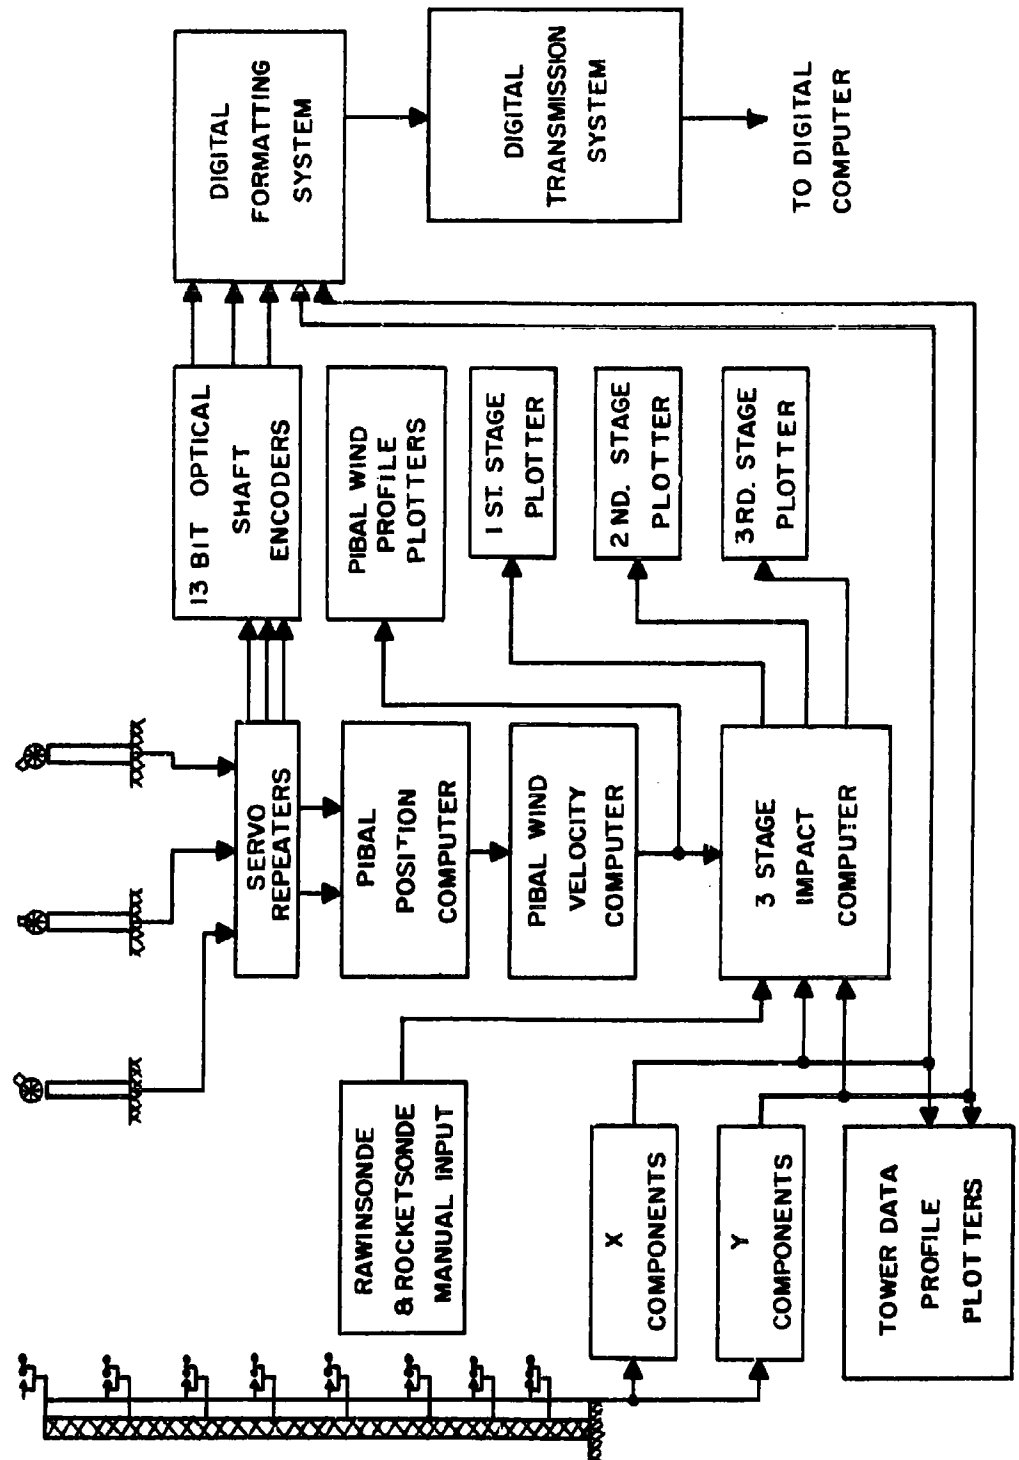 RAWINSONDE
& ROCKETSONDE
MANUAL INPUT
X
COMPONENTS
Y
COMPONENTS
TOWER DATA
PROFILE
PLOTTERS
SERVO
REPEATERS
PIBAL
POSITION
COMPUTER
PIBAL WIND
VELOCITY
COMPUTER
3 STAGE
IMPACT
COMPUTER
13 BIT OPTICAL
SHAFT
ENCODERS
PIBAL WIND
PROFILE
PLOTTERS
1 ST. STAGE
PLOTTER
2 ND. STAGE
PLOTTER
3 RD. STAGE
PLOTTER
DIGITAL
FORMATTING
SYSTEM
DIGITAL
TRANSMISSION
SYSTEM
TO DIGITAL
COMPUTER